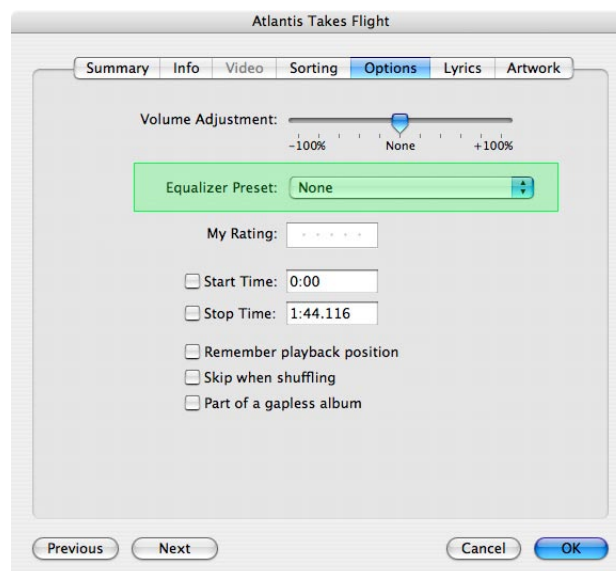 Atlantis Takes Flight
Summary Info Video Sorting Options Lyrics Artwork
Volume Adjustment:
-100% None +100%
Equalizer Preset: None
My Rating:
Start Time: 0:00
Stop Time: 1:44.116
Remember playback position
Skip when shuffling
Part of a gapless album
Previous Next Cancel OK